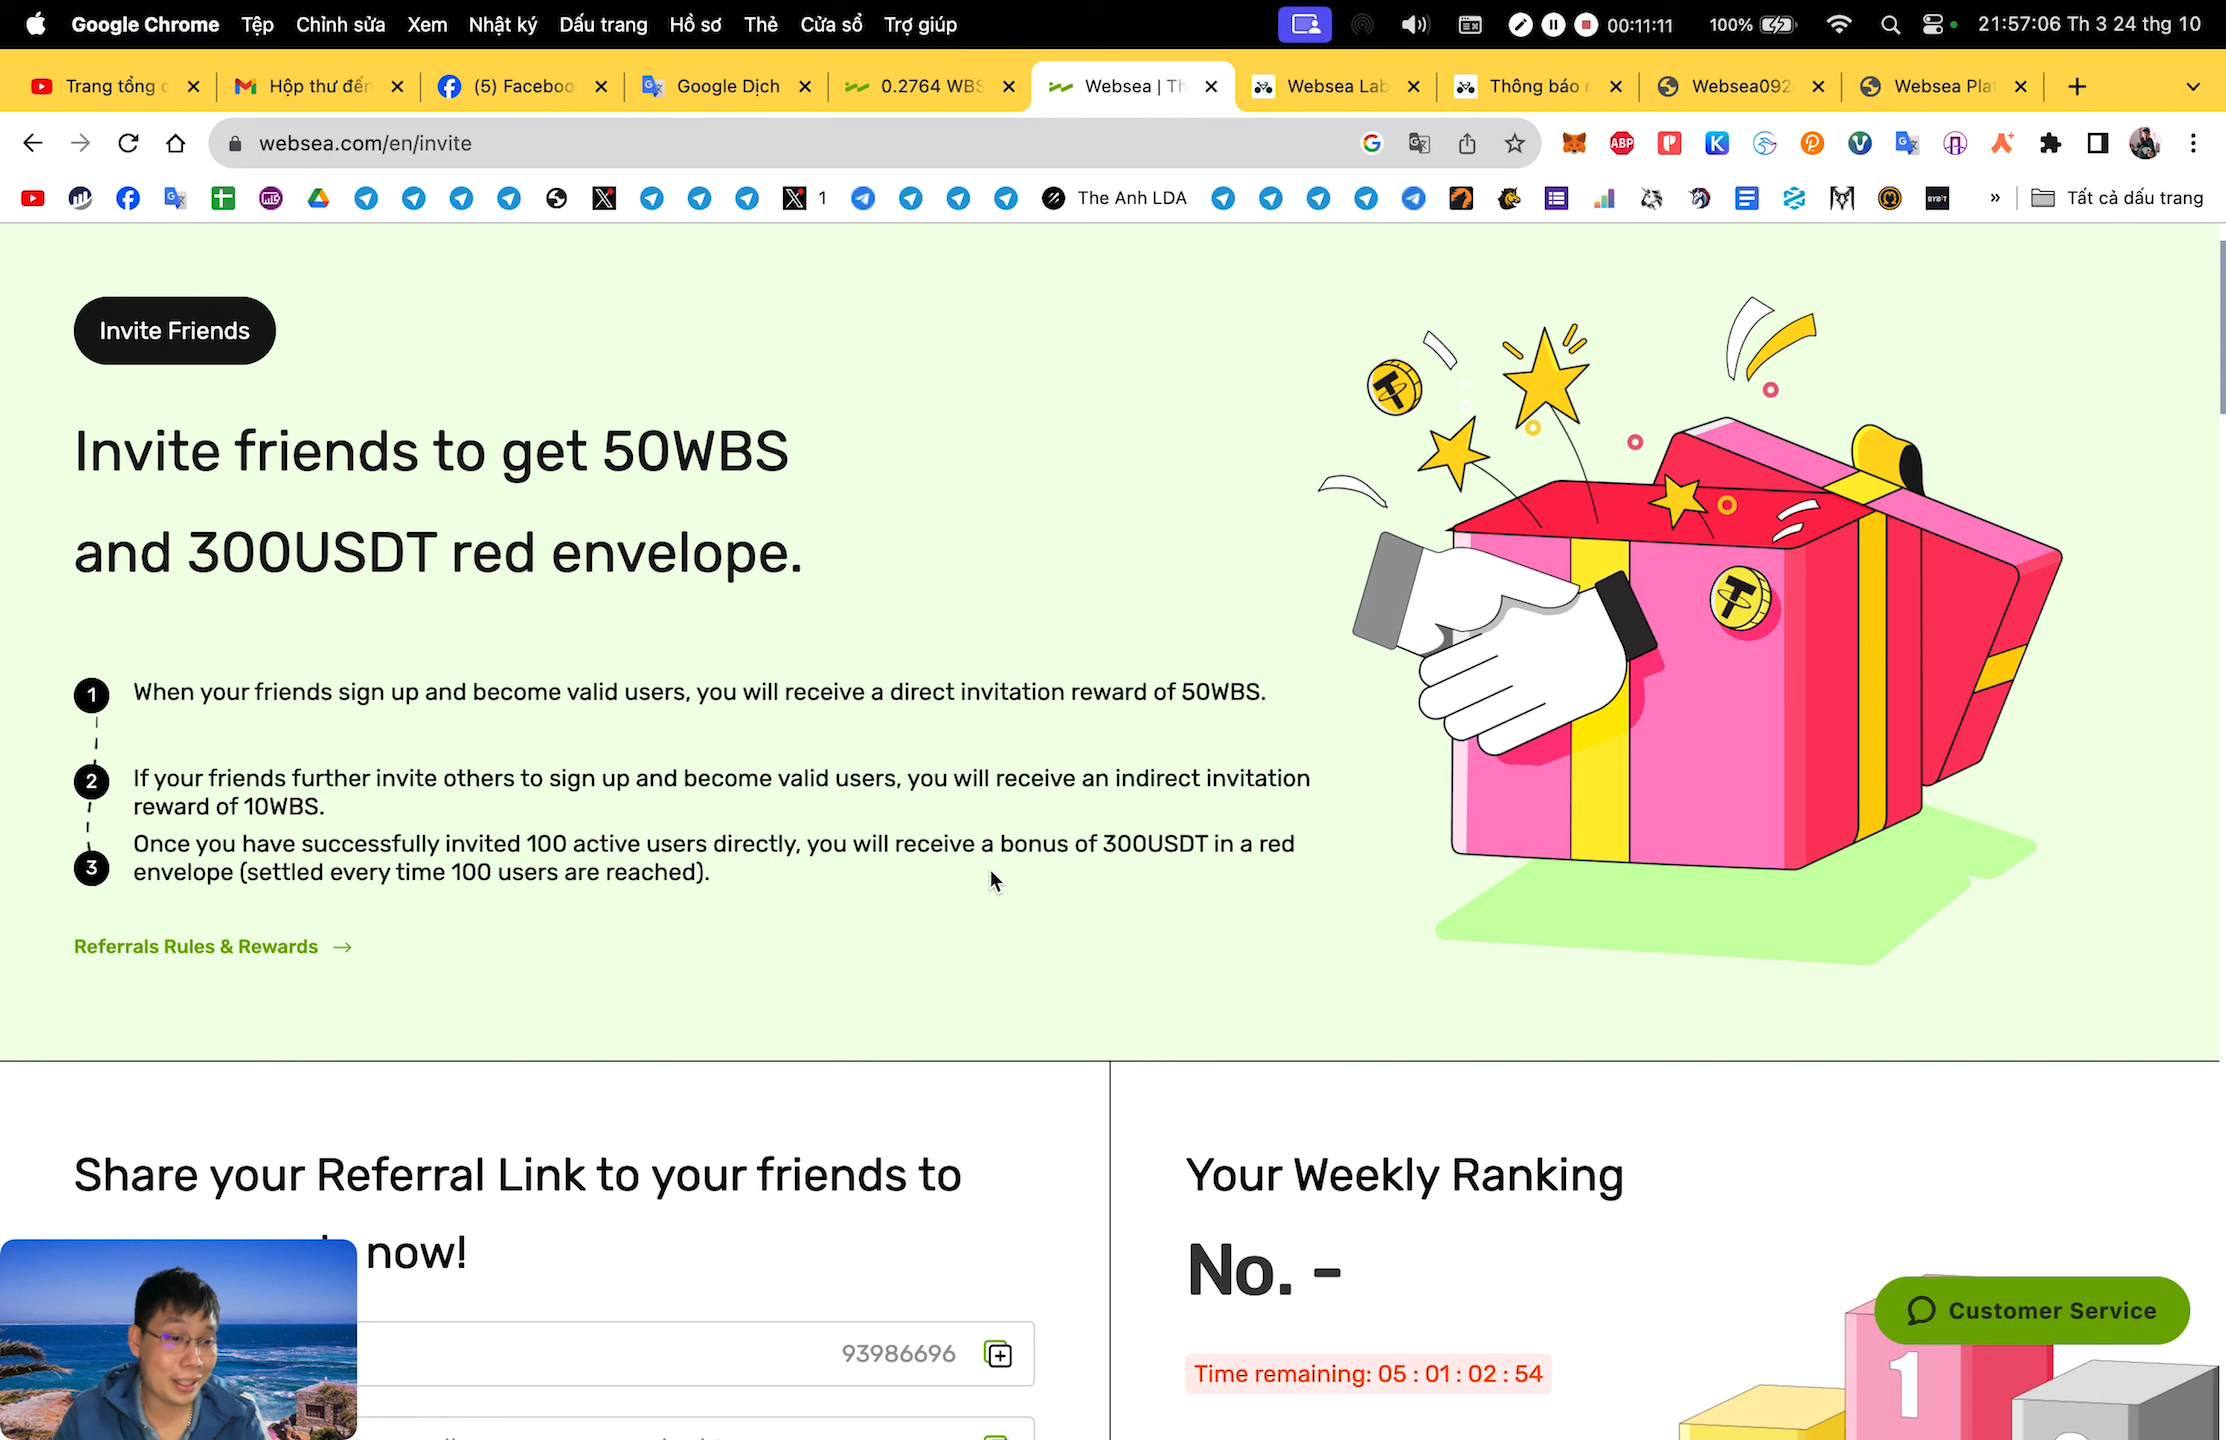 Google Chrome Tệp Chỉnh sửa Xem Nhật ký Dấu trang Hồ sơ Thẻ Cửa sổ Trợ giúp 00:11:11 100% 21:57:06 Th 3 24 thg 10
Trang tổng Hộp thư đến (5) Faceboo Google Dịch 0.2764 WBS Websea | Th Websea Lab Thông báo Websea092 Websea Pla
websea.com/en/invite
1 The Anh LDA BYBIT » Tất cả dấu trang
Invite Friends
Invite friends to get 50WBS
and 300USDT red envelope.
1 When your friends sign up and become valid users, you will receive a direct invitation reward of 50WBS.
2 If your friends further invite others to sign up and become valid users, you will receive an indirect invitation
reward of 10WBS.
3 Once you have successfully invited 100 active users directly, you will receive a bonus of 300USDT in a red
envelope (settled every time 100 users are reached).
Referrals Rules & Rewards →
Share your Referral Link to your friends to
now!
93986696
Your Weekly Ranking
No. -
Time remaining: 05 : 01 : 02 : 54
Customer Service
1